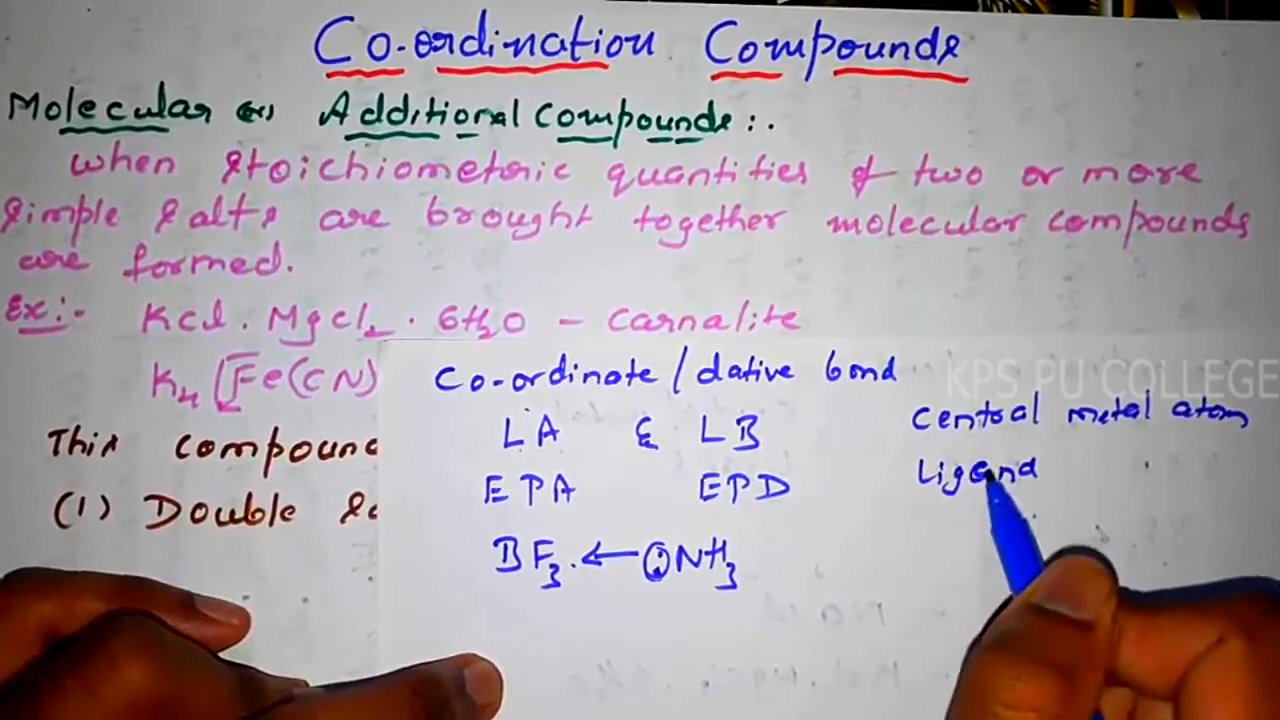 Co-ordination Compounds
Molecular (or) Additional Compounds:.
When stoichiometric quantities of two or more
simple salts are brought together molecular compounds
are formed.
Ex:- KCl. MgCl2 . 6H2O - Carnalite
K4[Fe(CN)
This compound
(1) Double
Co-ordinate/dative bond
LA & LB
EPA EPD
BF3. ← :NH3
KPS PU COLLEGE
Central metal atom
Ligand